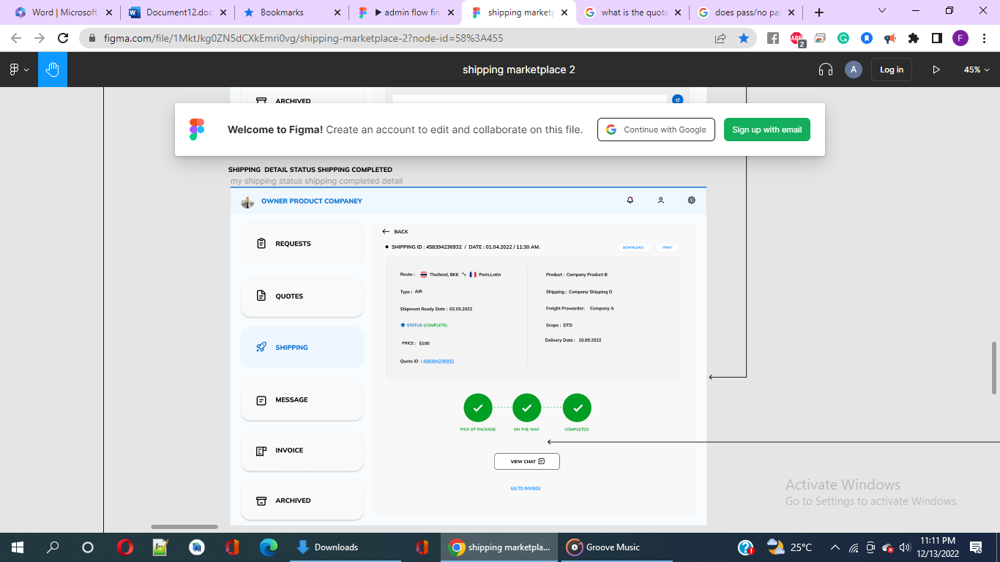 Word | Microsoft
Document12.doc
Bookmarks
admin flow fin
shipping marketp
what is the quote
does pass/no pas
figma.com/file/1MktJkg0ZN5dCXkEmri0vg/shipping-marketplace-2?node-id=58%3A455
ABP
2
F
shipping marketplace 2
A
Log in
45%
ARCHIVED
Welcome to Figma! Create an account to edit and collaborate on this file.
Continue with Google
Sign up with email
SHIPPING DETAIL STATUS SHIPPING COMPLETED
my shipping status shipping completed detail
OWNER PRODUCT COMPANEY
REQUESTS
QUOTES
SHIPPING
MESSAGE
INVOICE
ARCHIVED
BACK
SHIPPING ID : 458394236932 / DATE : 01.04.2022 / 11:30 AM.
DOWNLOAD
PRINT
Route : Thailand, BKK Paris,Latin
Type : AIR
Shipment Ready Date : 02.03.2022
STATUS (COMPLETE)
PRICE : $100
Quote ID : 458394236932
Product : Company Product B
Shipping : Company Shipping D
Freight Prowarder: Company A
Scope : DTD
Delivery Date : 10.09.2022
PICK UP PACKAGE
ON THE WAY
COMPLETED
VIEW CHAT
GO TO INVOICE
Activate Windows
Go to Settings to activate Windows.
Downloads
shipping marketpla...
Groove Music
25°C
11:11 PM
12/13/2022